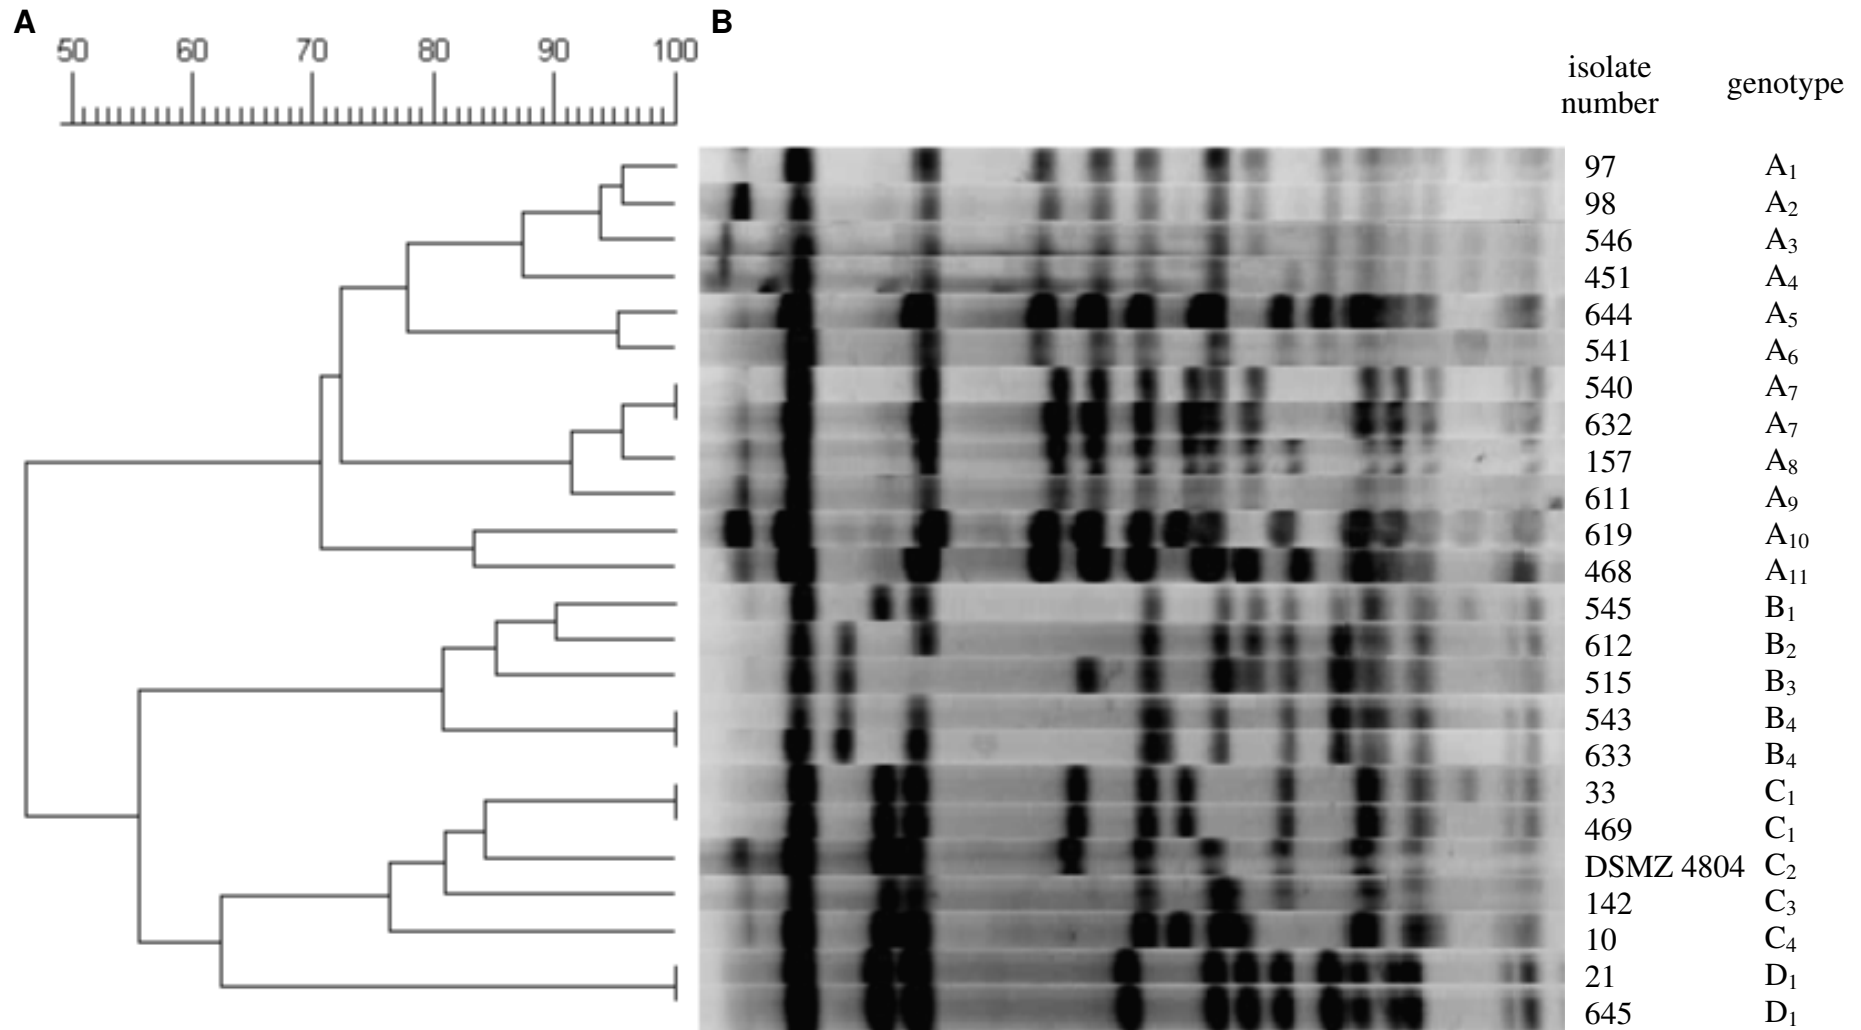 A B
50 60 70 80 90 100
isolate number genotype
97 A1
98 A2
546 A3
451 A4
644 A5
541 A6
540 A7
632 A7
157 A8
611 A9
619 A10
468 A11
545 B1
612 B2
515 B3
543 B4
633 B4
33 C1
469 C1
DSMZ 4804 C2
142 C3
10 C4
21 D1
645 D1